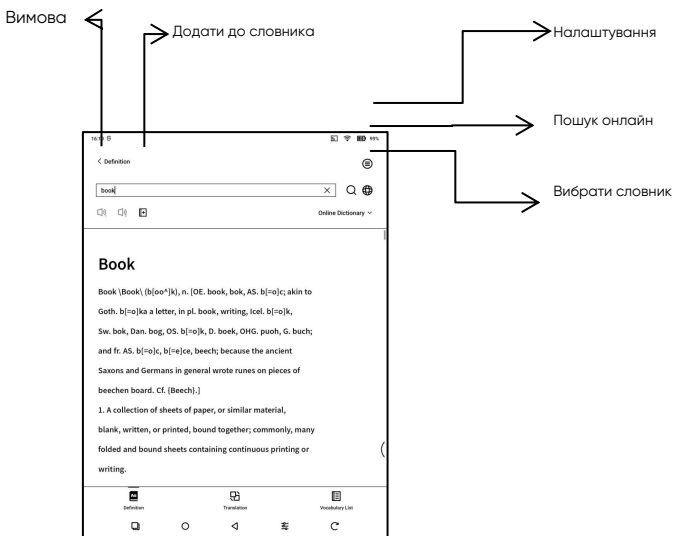 Вимова
Додати до словника
Налаштування
Пошук онлайн
Вибрати словник
99%
Definition
book
Online Dictionary
Book
Book \Book\ (b[oo^]k), n. [OE. book, bok, AS. b[=o]c; akin to
Goth. b[=o]ka a letter, in pl. book, writing, Icel. b[=o]k,
Sw. bok, Dan. bog, OS. b[=o]k, D. boek, OHG. puoh, G. buch;
and fr. AS. b[=o]c, b[=e]ce, beech; because the ancient
Saxons and Germans in general wrote runes on pieces of
beechen board. Cf. {Beech}.]
1. A collection of sheets of paper, or similar material,
blank, written, or printed, bound together; commonly, many
folded and bound sheets containing continuous printing or
writing.
Definition
Translation
Vocabulary List